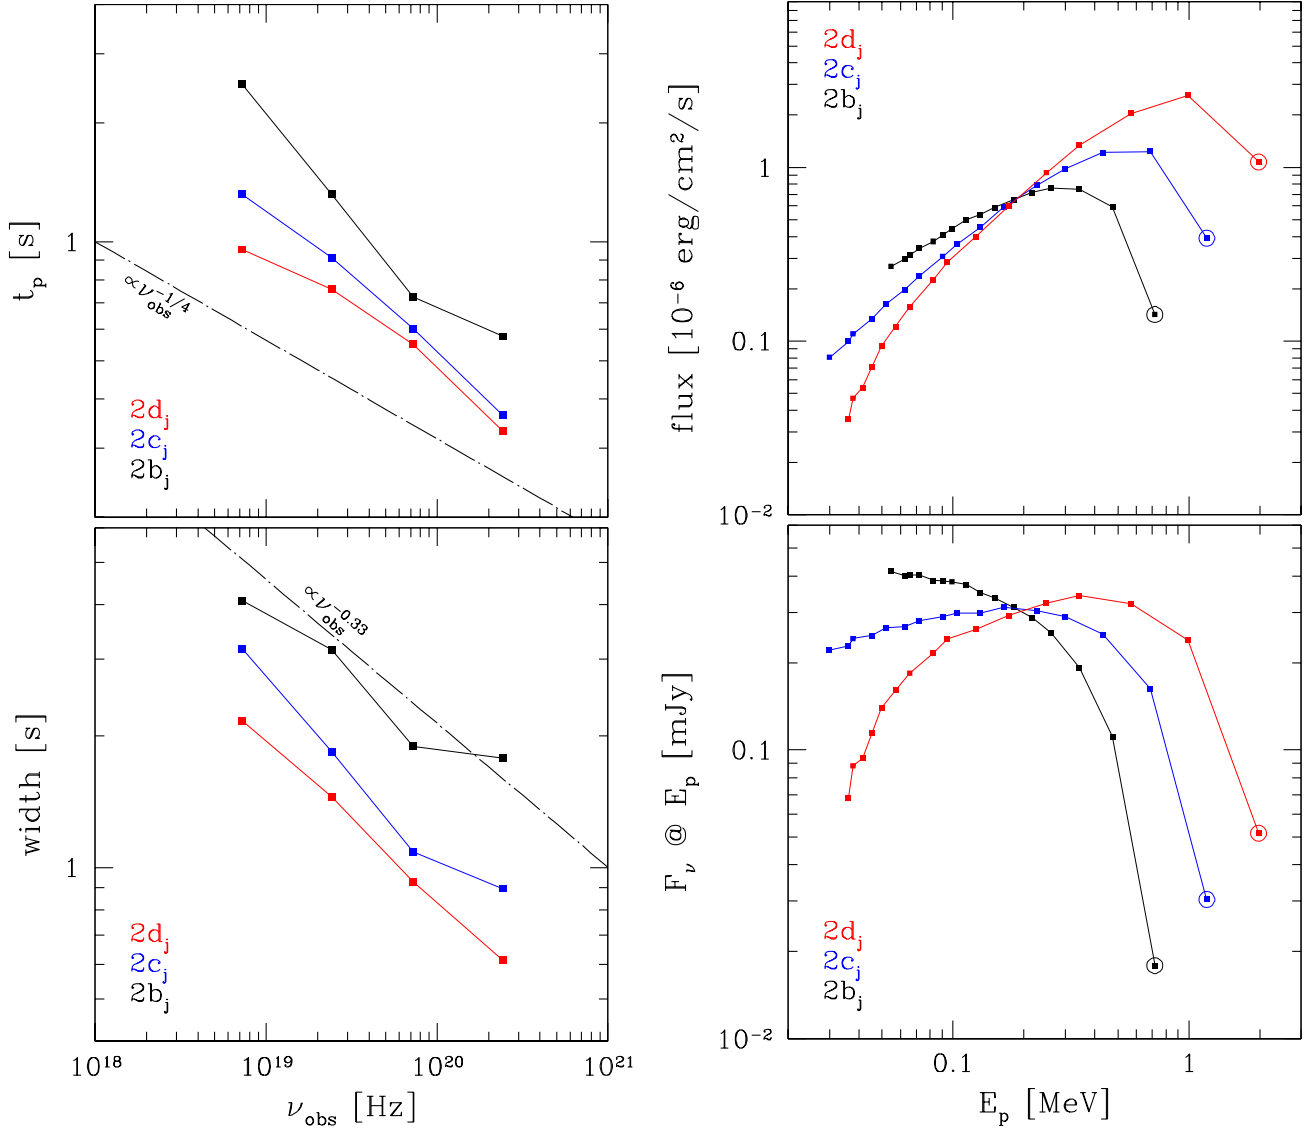 t_p [s]
1
∝ν_obs^-1/4
2d_j
2c_j
2b_j
width [s]
1
∝ν_obs^-0.33
2d_j
2c_j
2b_j
10^18 10^19 10^20 10^21
ν_obs [Hz]
flux [10^-6 erg/cm^2/s]
2d_j
2c_j
2b_j
1
0.1
10^-2
F_ν @ E_p [mJy]
0.1
2d_j
2c_j
2b_j
10^-2
0.1 1
E_p [MeV]